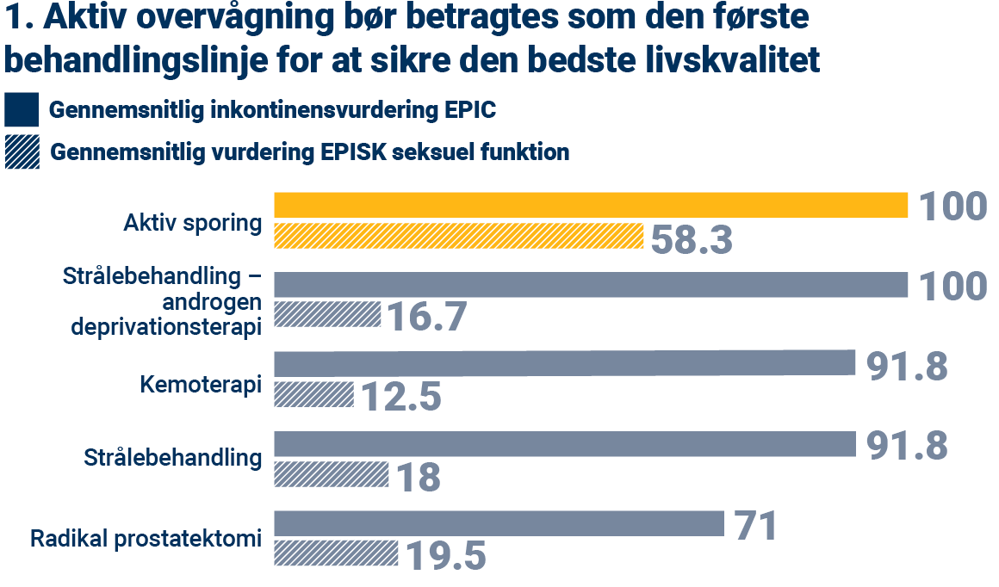 1. Aktiv overvågning bør betragtes som den første
behandlingslinje for at sikre den bedste livskvalitet
Gennemsnitlig inkontinensvurdering EPIC
Gennemsnitlig vurdering EPISK seksuel funktion
Aktiv sporing
100
58.3
Strålebehandling –
androgen
deprivationsterapi
100
16.7
Kemoterapi
91.8
12.5
Strålebehandling
91.8
18
Radikal prostatektomi
71
19.5